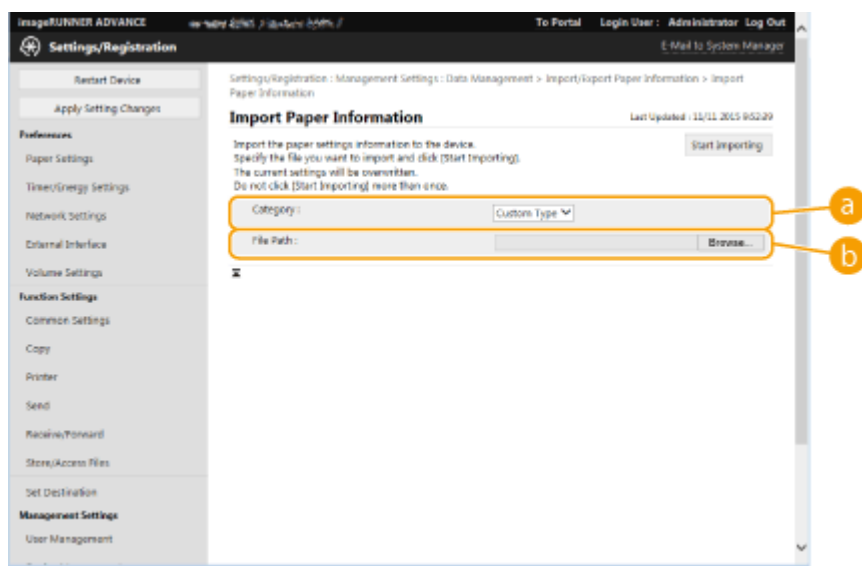 imageRUNNER ADVANCE To Portal Login User : Administrator Log Out
Settings/Registration E-Mail to System Manager
Restart Device
Apply Setting Changes
Preferences
Paper Settings
Timer/Energy Settings
Network Settings
External Interface
Volume Settings
Function Settings
Common Settings
Copy
Printer
Send
Receive/Forward
Store/Access Files
Set Destination
Management Settings
User Management
Settings/Registration : Management Settings : Data Management > Import/Export Paper Information > Import
Paper Information
Import Paper Information Last Updated : 11/11 2015 9:52:29
Import the paper settings information to the device. Start Importing
Specify the file you want to import and click [Start Importing].
The current settings will be overwritten.
Do not click [Start Importing] more than once.
Category : Custom Type a
File Path : Browse... b